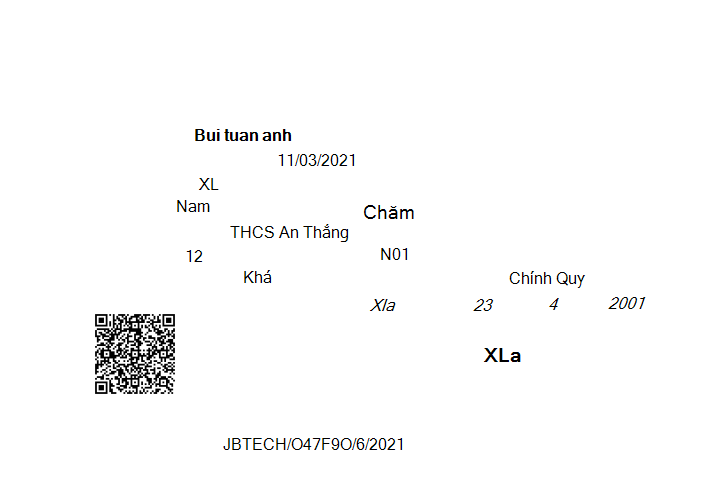 Bui tuan anh
11/03/2021
XL
Nam Chăm
THCS An Thắng
12 N01
Khá Chính Quy
Xla 23 4 2001
XLa
JBTECH/O47F9O/6/2021